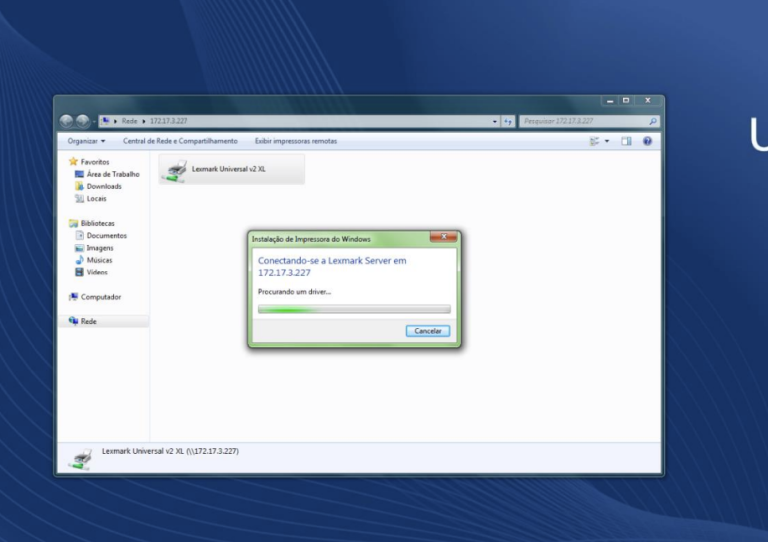 Rede ▸ 172.17.3.227
Pesquisar 172.17.3.227
Organizar
Central de Rede e Compartilhamento
Exibir impressoras remotas
Favoritos
Área de Trabalho
Downloads
Locais
Bibliotecas
Documentos
Imagens
Músicas
Vídeos
Computador
Rede
Lexmark Universal v2 XL
Instalação de Impressora do Windows
Conectando-se a Lexmark Server em
172.17.3.227
Procurando um driver...
Cancelar
Lexmark Universal v2 XL (\\172.17.3.227)